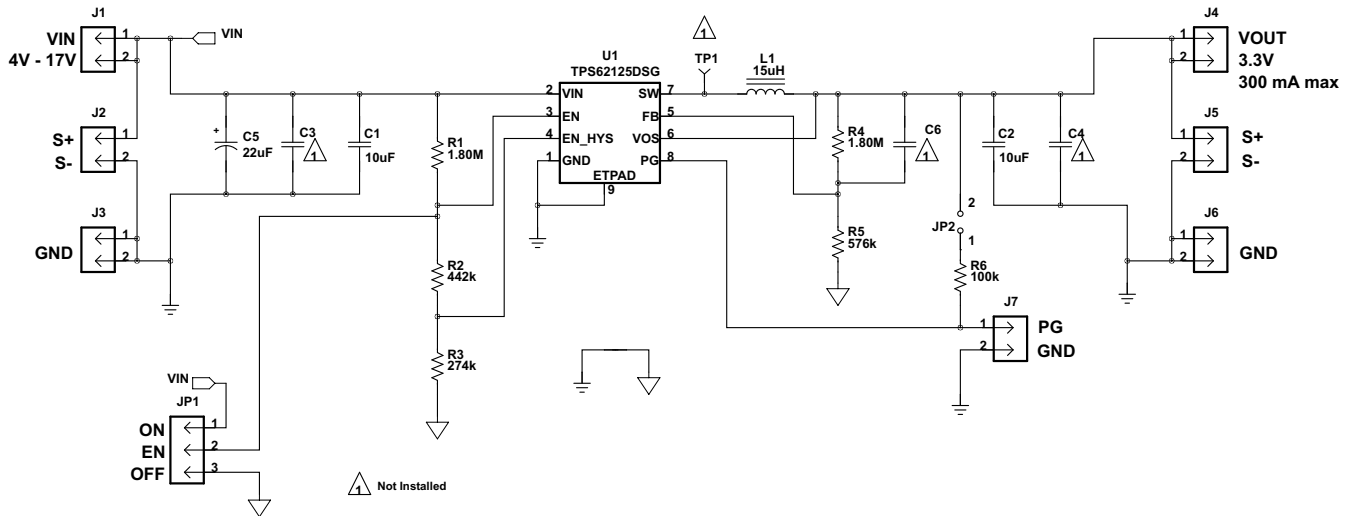 J1
VIN
4V - 17V
1
2
VIN
J2
S+
S-
1
2
J3
GND
1
2
+
C5
22uF
C3
1
C1
10uF
R1
1.80M
R2
442k
R3
274k
U1
TPS62125DSG
2
VIN
3
EN
4
EN_HYS
1
GND
ETPAD
9
SW
7
FB
5
VOS
6
PG
8
1
TP1
L1
15uH
R4
1.80M
C6
1
R5
576k
2
JP2
1
R6
100k
C2
10uF
C4
1
J4
1
2
VOUT
3.3V
300 mA max
J5
1
2
S+
S-
J6
1
2
GND
J7
1
2
PG
GND
VIN
JP1
ON
EN
OFF
1
2
3
1 Not Installed